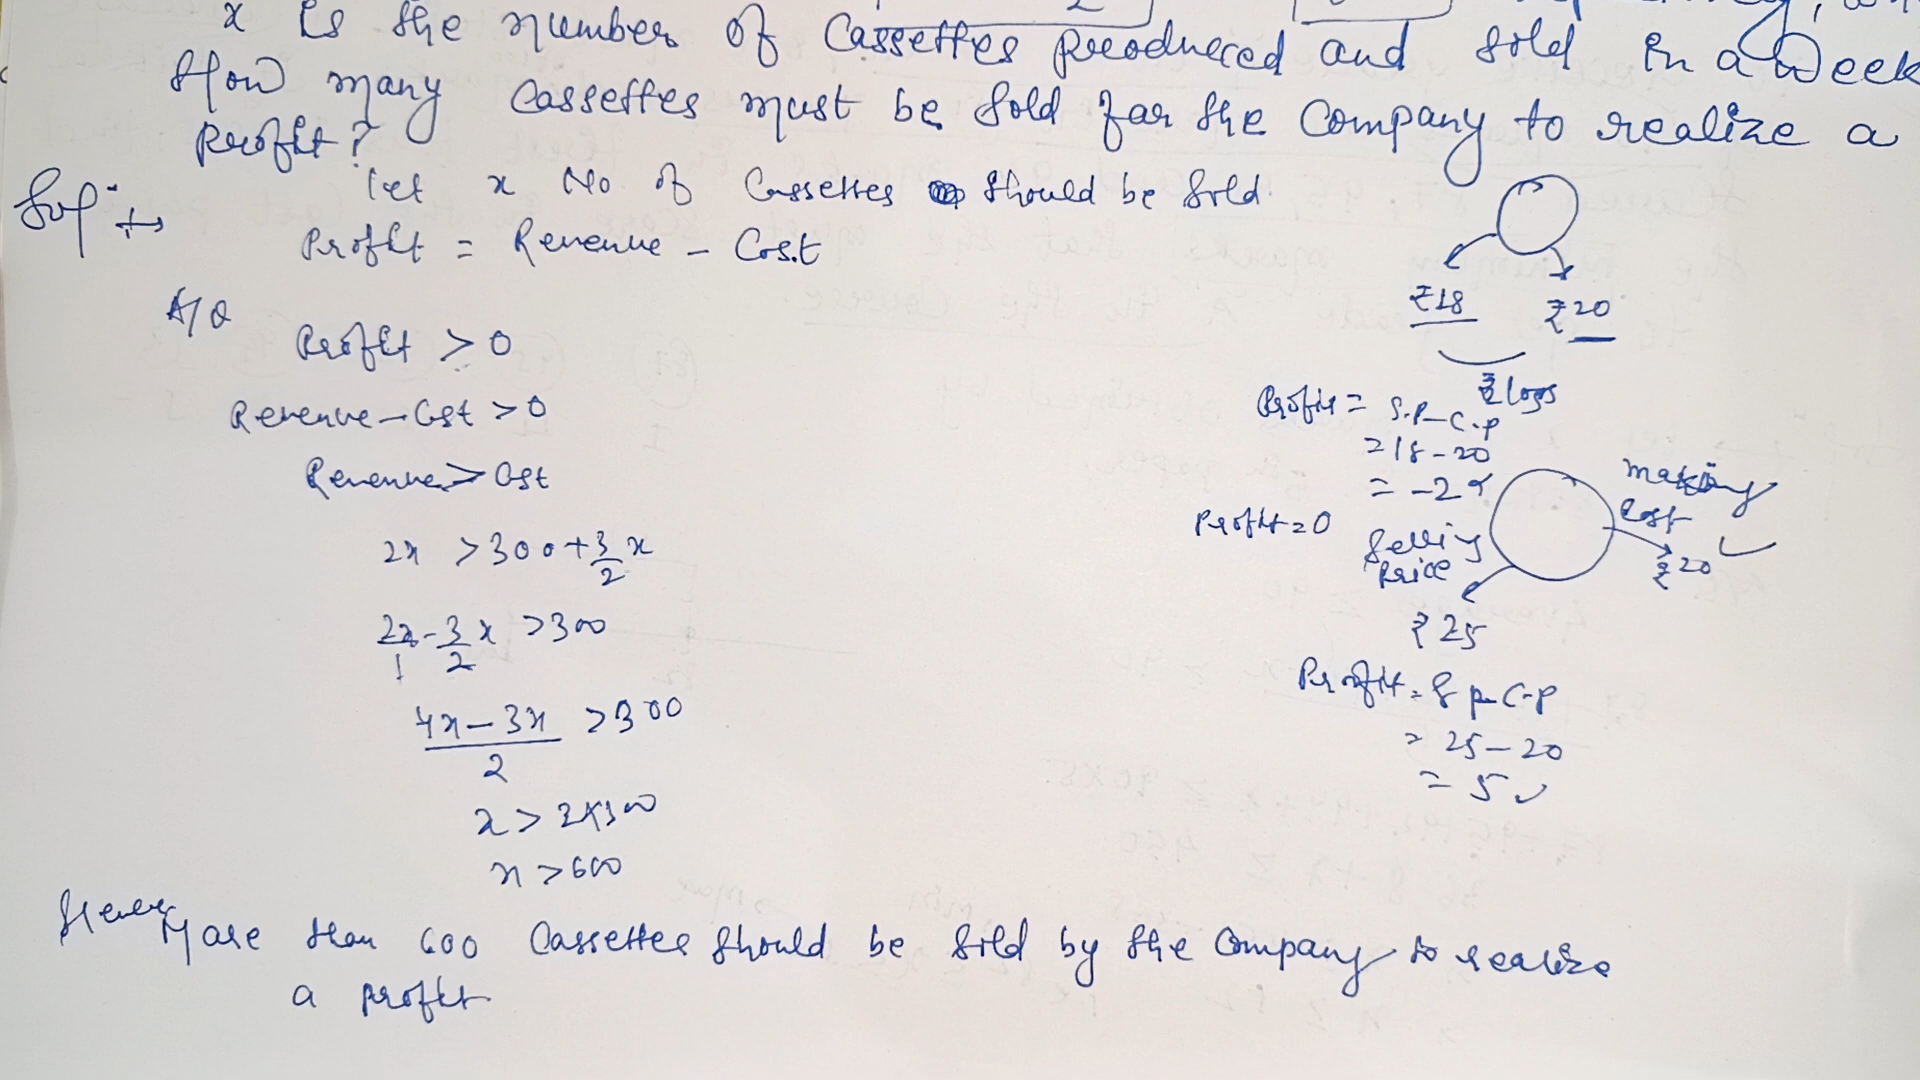 x is the number of Cassettes produced and sold in a Week
How many Cassettes must be sold for the Company to realize a
Profit?
Sol^n let x No of Cassettes should be sold.
Profit = Revenue - Cost
A/Q
Profit > 0
Revenue - Cost > 0
Revenue > Cost
2x > 300 + 3/2 x
2x/1 - 3/2 x > 300
(4x - 3x)/2 > 300
x > 2×300
x > 600
Hence More than 600 Cassettes should be sold by the Company to realize
a profit
₹18 ₹20
₹2 loss
Profit = S.P - C.P
= 18 - 20
= -2 ₹
Profit = 0
Making
Cost
₹20
Selling
Price
₹25
Profit = S.P - C.P
= 25 - 20
= 5